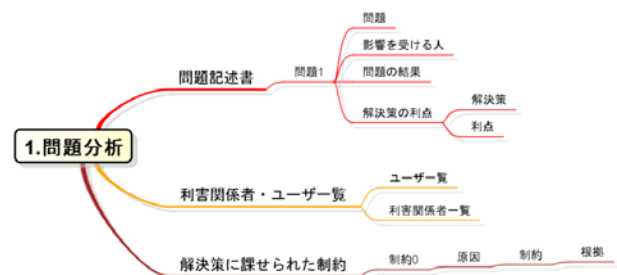 1.問題分析
問題記述書
問題1
問題
影響を受ける人
問題の結果
解決策の利点
解決策
利点
利害関係者・ユーザ一覧
ユーザ一覧
利害関係者一覧
解決策に課せられた制約
制約0
原因
制約
根拠